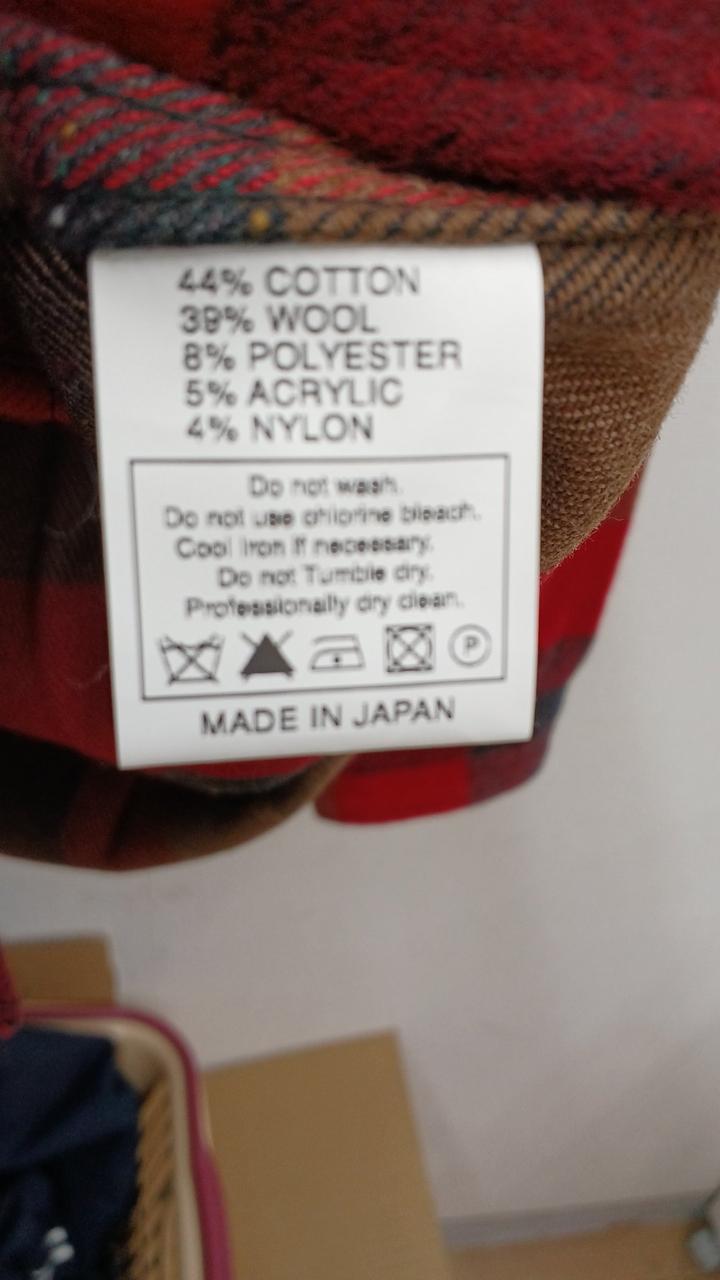 44% COTTON
39% WOOL
8% POLYESTER
5% ACRYLIC
4% NYLON
Do not wash.
Do not use chlorine bleach.
Cool Iron If necessary.
Do not Tumble dry.
Professionally dry clean.
P
MADE IN JAPAN